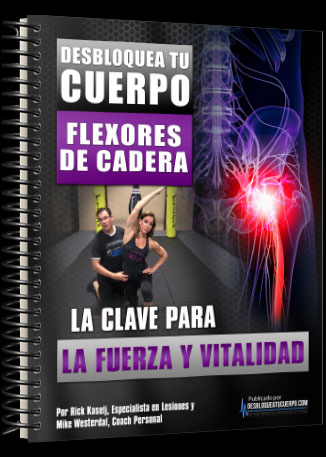 DESBLOQUEA TU
CUERPO
FLEXORES
DE CADERA
LA CLAVE PARA
LA FUERZA Y VITALIDAD
Por Rick Kaselj, Especialista en Lesiones y
Mike Westerdal, Coach Personal
Publicado por
DESBLOQUEATUCUERPO.COM